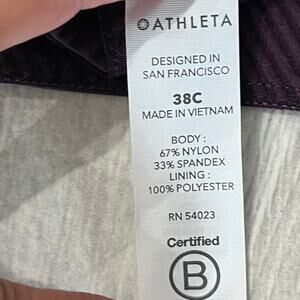 ATHLETA
DESIGNED IN
SAN FRANCISCO
38C
MADE IN VIETNAM
BODY :
67% NYLON
33% SPANDEX
LINING :
100% POLYESTER
RN 54023
Certified
B